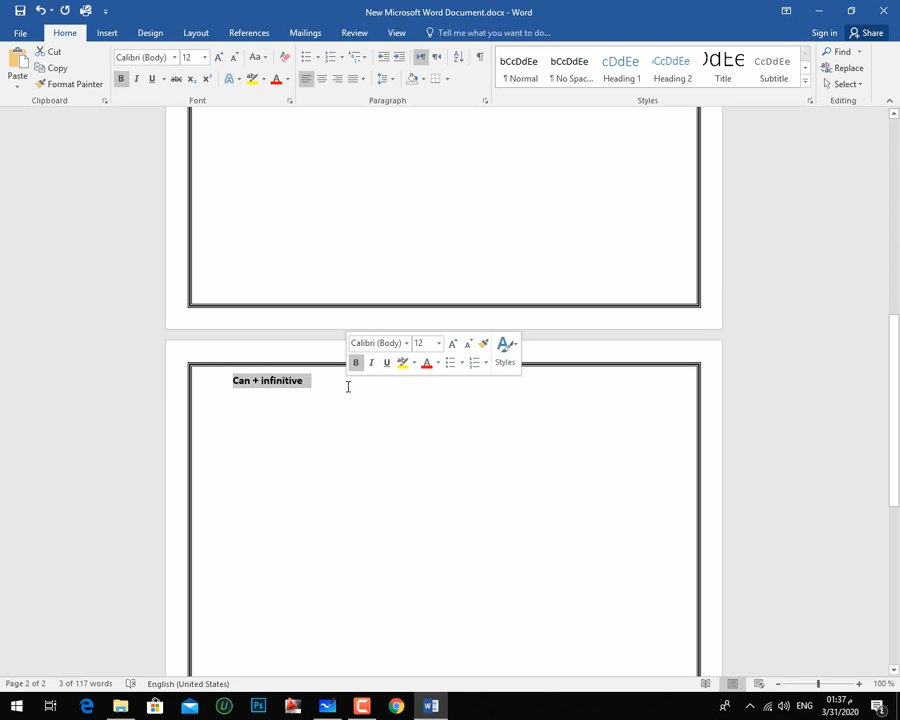 New Microsoft Word Document.docx - Word
File Home Insert Design Layout References Mailings Review View Tell me what you want to do... Sign in Share
Paste
Cut
Copy
Format Painter
Clipboard
Calibri (Body) 12
Font
Paragraph
bCcDdEe bCcDdEe cCDdE ‹CcDdE dLE CcCcDdE
¶ Normal ¶ No Spac... Heading 1 Heading 2 Title Subtitle
Styles
Find
Replace
Select
Editing
Calibri (Body) 12
Styles
Can + infinitive
Page 2 of 2 3 of 117 words English (United States) 100 %
ENG 01:37 م
3/31/2020